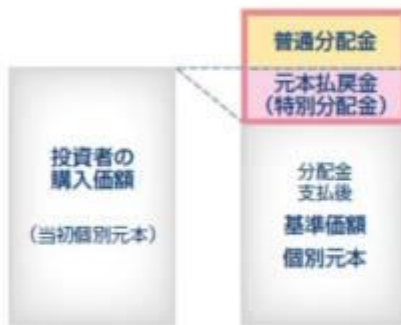 普通分配金
元本払戻金
(特別分配金)
投資者の
購入価額
(当初個別元本)
分配金
支払後
基準価額
個別元本